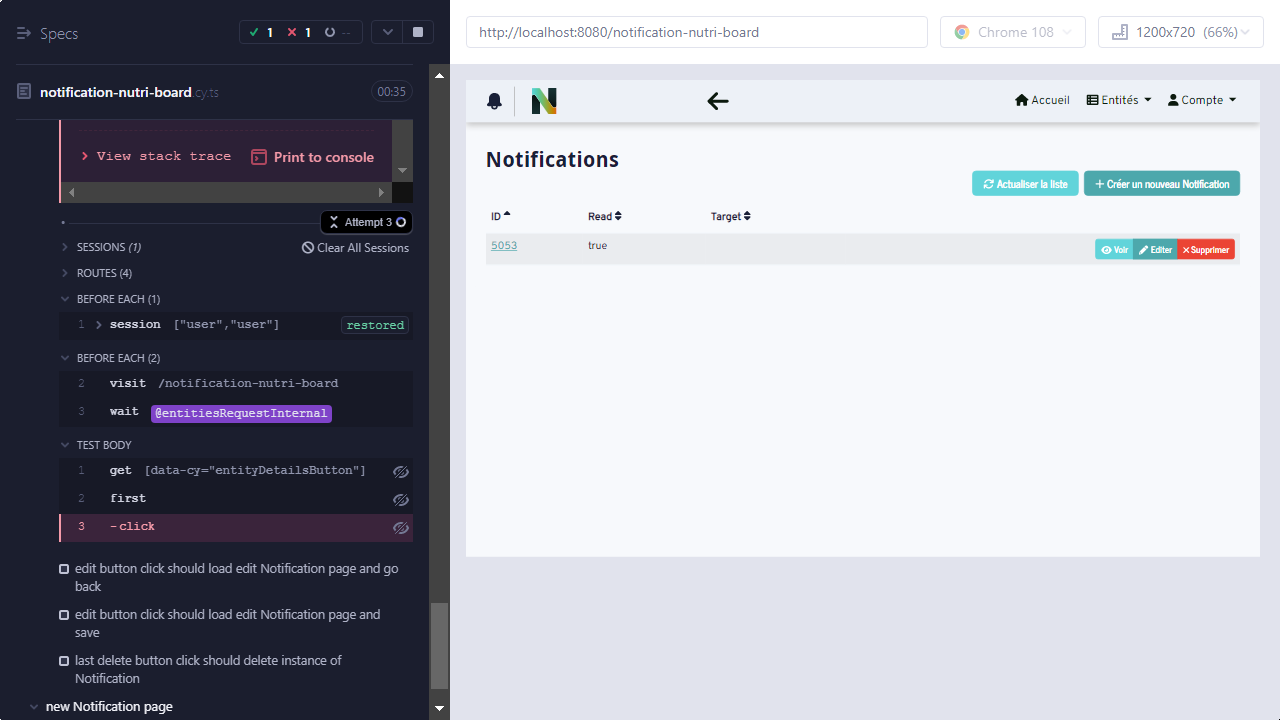 Specs
1
1
--
notification-nutri-board.cy.ts
00:35
View stack trace
Print to console
Attempt 3
SESSIONS (1)
Clear All Sessions
ROUTES (4)
BEFORE EACH (1)
1 session ["user","user"] restored
BEFORE EACH (2)
2 visit /notification-nutri-board
3 wait @entitiesRequestInternal
TEST BODY
1 get [data-cy="entityDetailsButton"]
2 first
3 -click
edit button click should load edit Notification page and go
back
edit button click should load edit Notification page and
save
last delete button click should delete instance of
Notification
new Notification page
http://localhost:8080/notification-nutri-board
Chrome 108
1200x720 (66%)
N
Accueil
Entités
Compte
Notifications
Actualiser la liste
Créer un nouveau Notification
ID
Read
Target
5053
true
Voir
Editer
Supprimer